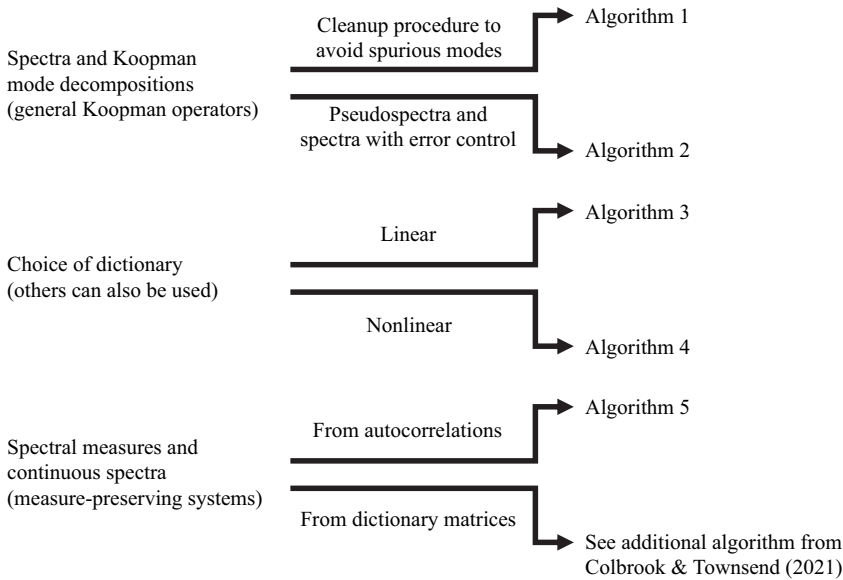 Spectra and Koopman
mode decompositions
(general Koopman operators)
Cleanup procedure to
avoid spurious modes
Algorithm 1
Pseudospectra and
spectra with error control
Algorithm 2
Choice of dictionary
(others can also be used)
Linear
Algorithm 3
Nonlinear
Algorithm 4
Spectral measures and
continuous spectra
(measure-preserving systems)
From autocorrelations
Algorithm 5
From dictionary matrices
See additional algorithm from
Colbrook & Townsend (2021)